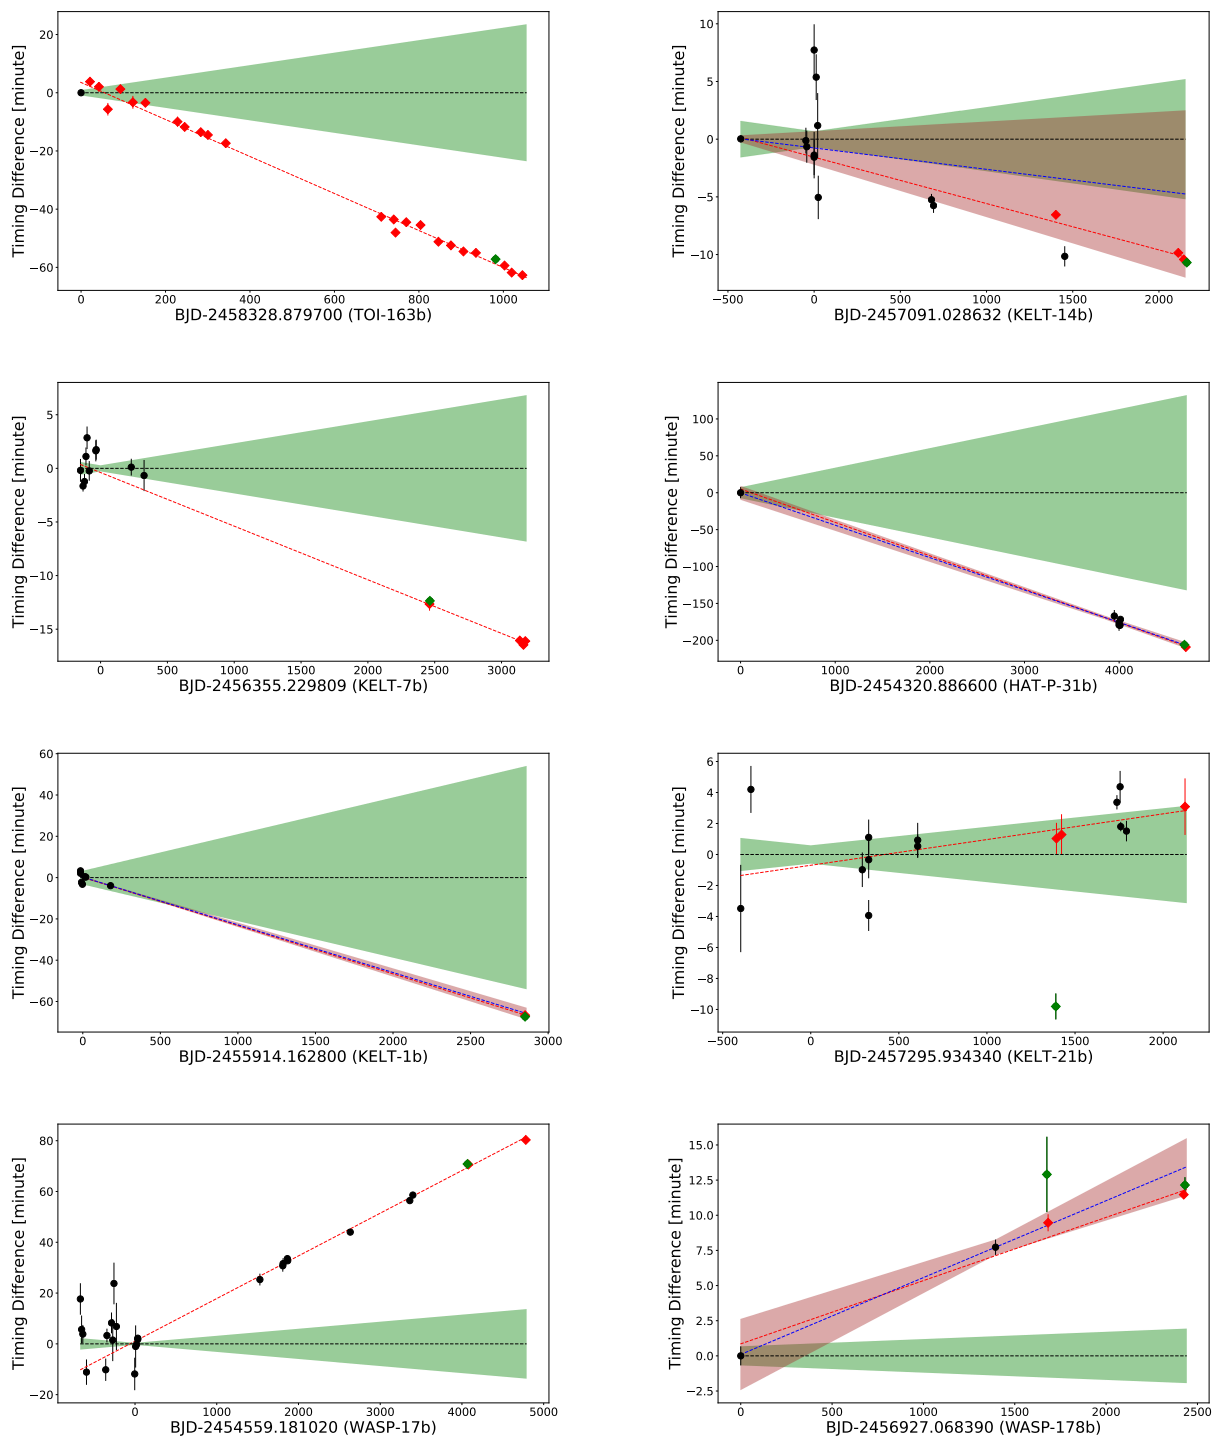 Timing Difference [minute]
20
0
−20
−40
−60
0 200 400 600 800 1000
BJD-2458328.879700 (TOI-163b)
Timing Difference [minute]
10
5
0
−5
−10
−500 0 500 1000 1500 2000
BJD-2457091.028632 (KELT-14b)
Timing Difference [minute]
5
0
−5
−10
−15
0 500 1000 1500 2000 2500 3000
BJD-2456355.229809 (KELT-7b)
Timing Difference [minute]
100
50
0
−50
−100
−150
−200
0 1000 2000 3000 4000
BJD-2454320.886600 (HAT-P-31b)
Timing Difference [minute]
60
40
20
0
−20
−40
−60
0 500 1000 1500 2000 2500 3000
BJD-2455914.162800 (KELT-1b)
Timing Difference [minute]
6
4
2
0
−2
−4
−6
−8
−10
−500 0 500 1000 1500 2000
BJD-2457295.934340 (KELT-21b)
Timing Difference [minute]
80
60
40
20
0
−20
0 1000 2000 3000 4000 5000
BJD-2454559.181020 (WASP-17b)
Timing Difference [minute]
15.0
12.5
10.0
7.5
5.0
2.5
0.0
−2.5
0 500 1000 1500 2000 2500
BJD-2456927.068390 (WASP-178b)